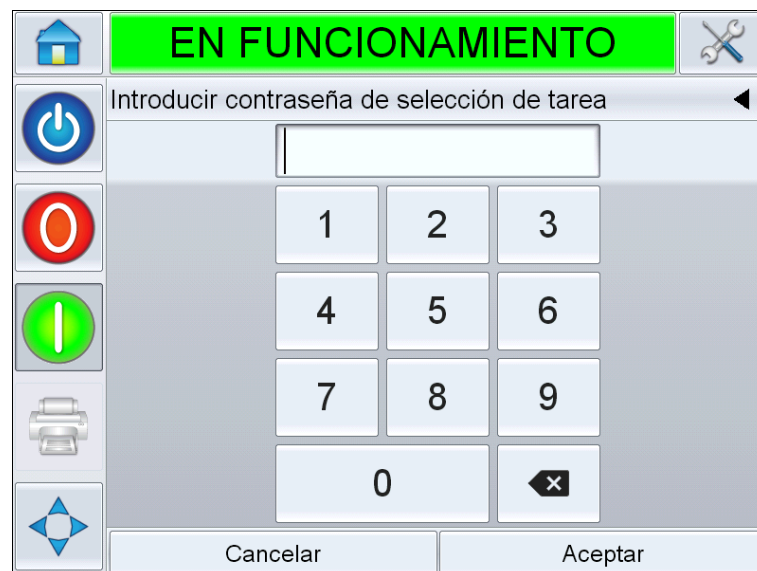 EN FUNCIONAMIENTO
Introducir contraseña de selección de tarea
1 2 3
4 5 6
7 8 9
0
Cancelar Aceptar